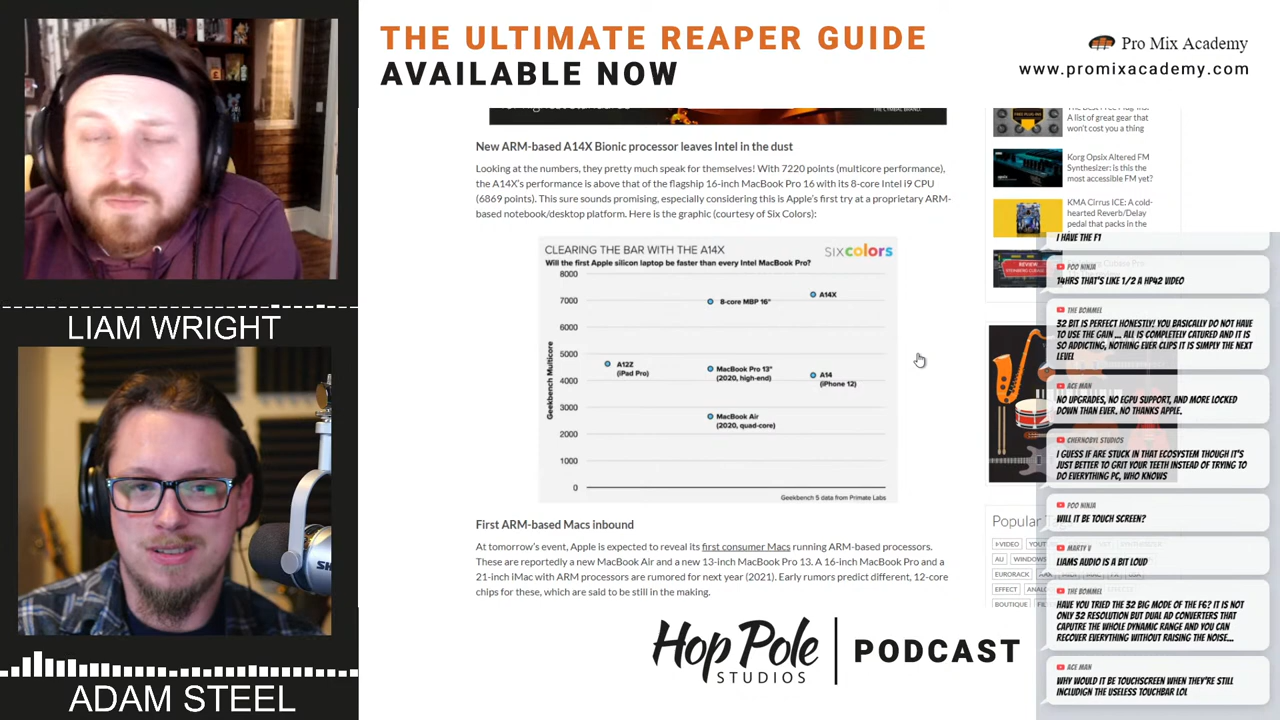 THE ULTIMATE REAPER GUIDE
AVAILABLE NOW
Pro Mix Academy
www.promixacademy.com
LIAM WRIGHT
ADAM STEEL
THE CYMBAL BRAND.
New ARM-based A14X Bionic processor leaves Intel in the dust
Looking at the numbers, they pretty much speak for themselves! With 7220 points (multicore performance),
the A14X's performance is above that of the flagship 16-inch MacBook Pro 16 with its 8-core Intel i9 CPU
(6869 points). This sure sounds promising, especially considering this is Apple's first try at a proprietary ARM-
based notebook/desktop platform. Here is the graphic (courtesy of Six Colors):
CLEARING THE BAR WITH THE A14X
SIXCOLORS
Will the first Apple silicon laptop be faster than every Intel MacBook Pro?
Geekbench Multicore
8000
7000
6000
5000
4000
3000
2000
1000
0
8-core MBP 16"
A14X
A12Z
(iPad Pro)
MacBook Pro 13"
(2020, high-end)
A14
(iPhone 12)
MacBook Air
(2020, quad-core)
Geekbench 5 data from Primate Labs
First ARM-based Macs inbound
At tomorrow's event, Apple is expected to reveal its first consumer Macs running ARM-based processors.
These are reportedly a new MacBook Air and a new 13-inch MacBook Pro 13. A 16-inch MacBook Pro and a
21-inch iMac with ARM processors are rumored for next year (2021). Early rumors predict different, 12-core
chips for these, which are said to be still in the making.
A list of great gear that
won't cost you a thing
Korg Opsix Altered FM
Synthesizer: is this the
most accessible FM yet?
KMA Cirrus ICE: A cold-
hearted Reverb/Delay
pedal that packs in the
REVIEW
I HAVE THE F1
POO NINJA
14HRS THAT'S LIKE 1/2 A HP42 VIDEO
THE BOMMEL
32 BIT IS PERFECT HONESTLY! YOU BASICALLY DO NOT HAVE
TO USE THE GAIN ... ALL IS COMPLETELY CATURED AND IT IS
SO ADDICTING, NOTHING EVER CLIPS IT IS SIMPLY THE NEXT
LEVEL
ACE MAN
NO UPGRADES, NO EGPU SUPPORT, AND MORE LOCKED
DOWN THAN EVER. NO THANKS APPLE.
CHERNOBYL STUDIOS
I GUESS IF ARE STUCK IN THAT ECOSYSTEM THOUGH IT'S
JUST BETTER TO GRIT YOUR TEETH INSTEAD OF TRYING TO
DO EVERYTHING PC, WHO KNOWS
POO NINJA
WILL IT BE TOUCH SCREEN?
MARTY V
LIAMS AUDIO IS A BIT LOUD
THE BOMMEL
HAVE YOU TRIED THE 32 BIG MODE OF THE F6? IT IS NOT
ONLY 32 RESOLUTION BUT DUAL AD CONVERTERS THAT
CAPUTRE THE WHOLE DYNAMIC RANGE AND YOU CAN
RECOVER EVERYTHING WITHOUT RAISING THE NOISE...
ACE MAN
WHY WOULD IT BE TOUCHSCREEN WHEN THEY'RE STILL
INCLUDIGN THE USELESS TOUCHBAR LOL
Popular
I-VIDEO
AU
WINDOWS
EURORACK
EFFECT
BOUTIQUE
Hop Pole
STUDIOS
PODCAST